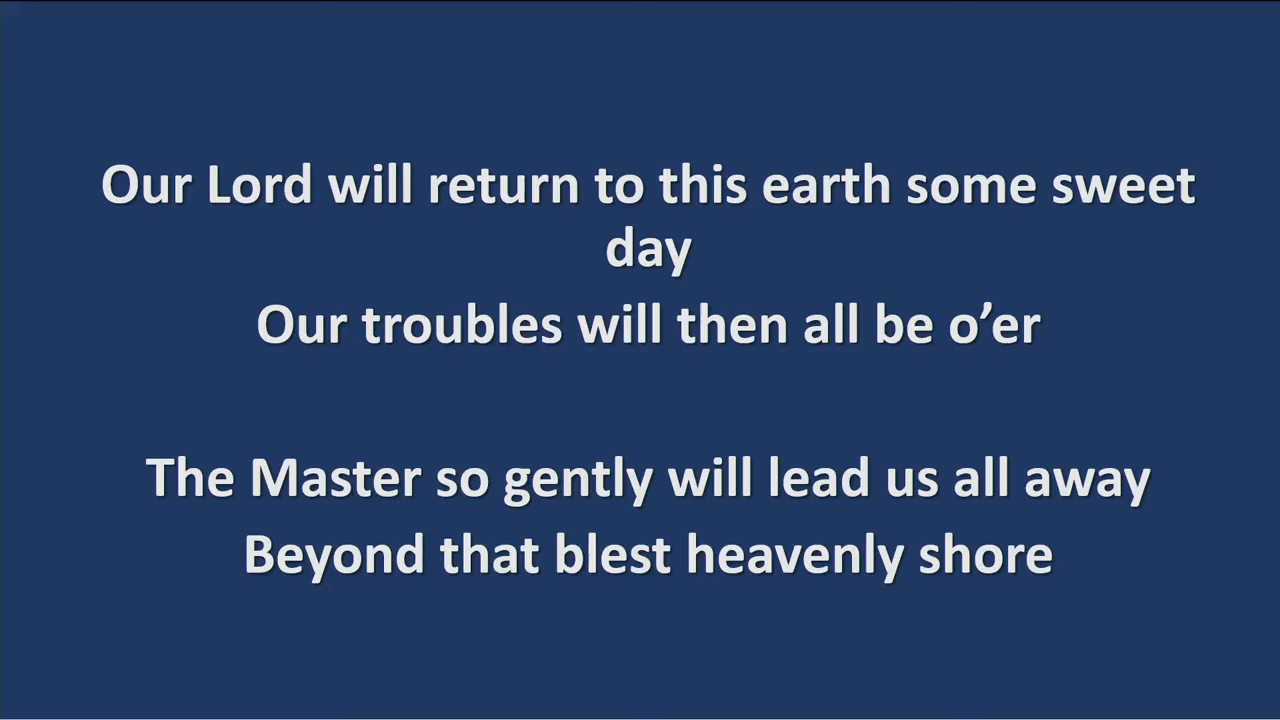 Our Lord will return to this earth some sweet
day
Our troubles will then all be o’er
The Master so gently will lead us all away
Beyond that blest heavenly shore